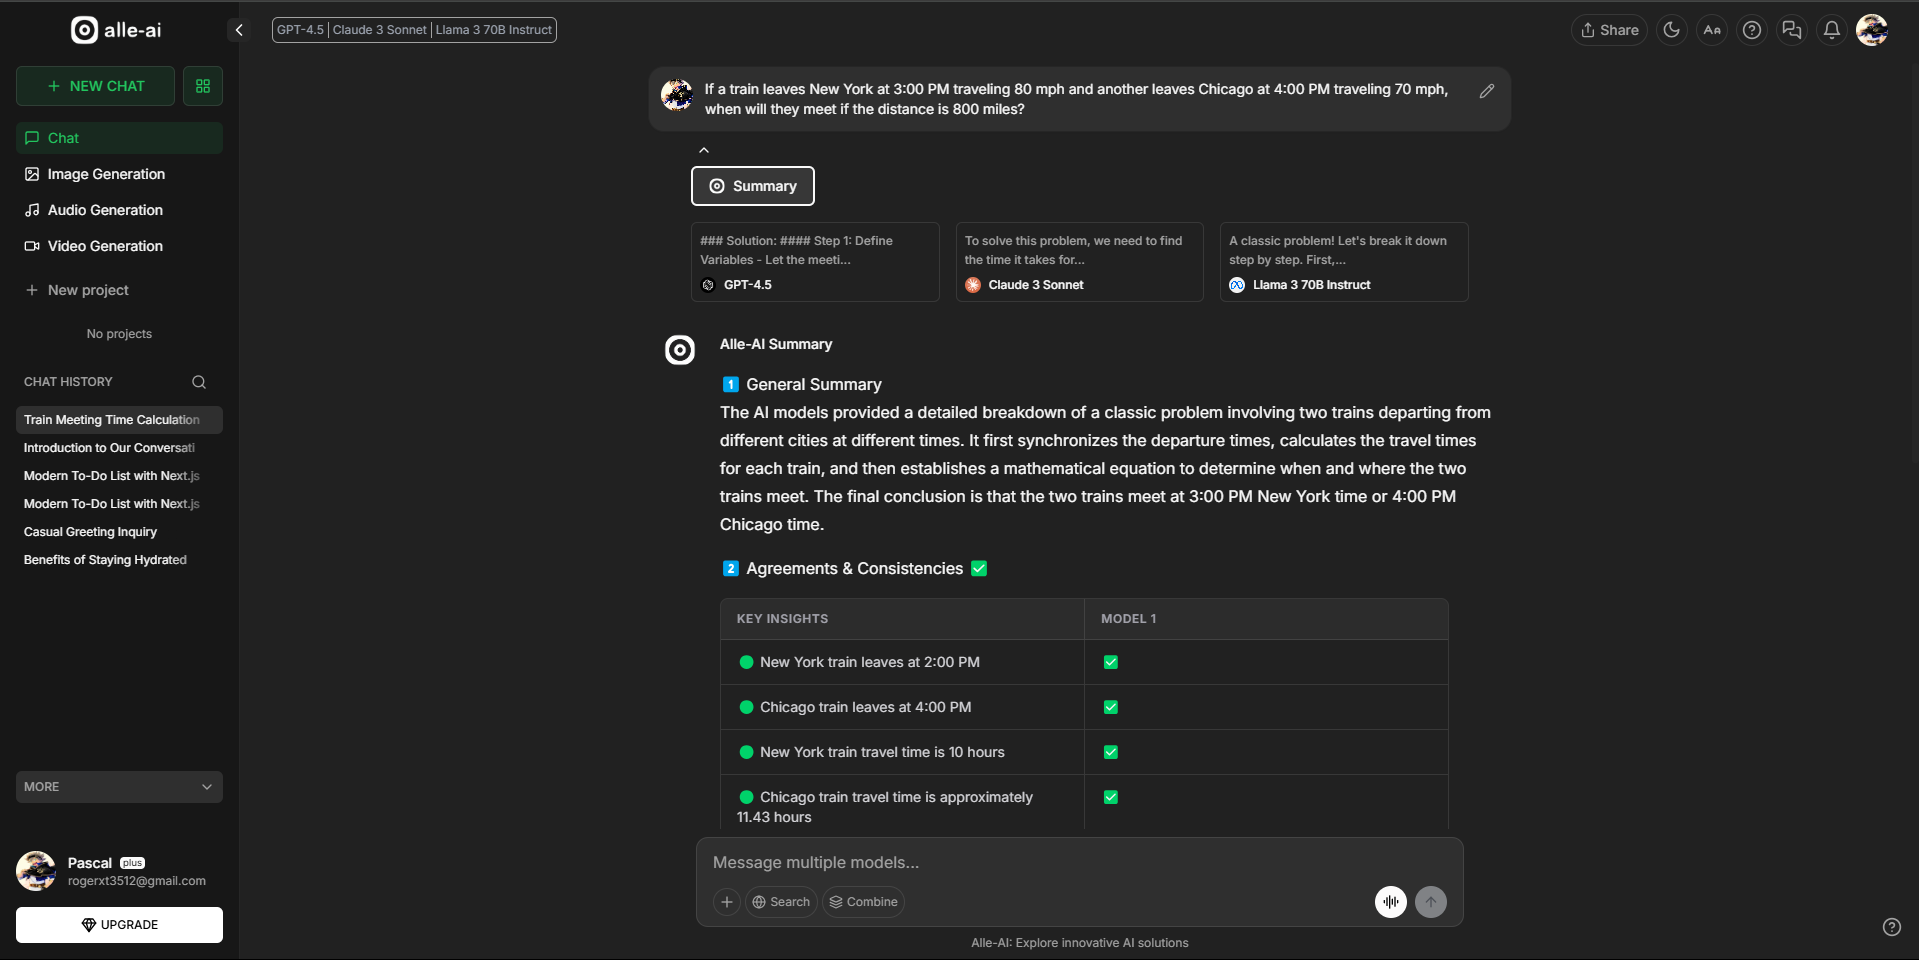 alle-ai
GPT-4.5 | Claude 3 Sonnet | Llama 3 70B Instruct
Share
NEW CHAT
Chat
Image Generation
Audio Generation
Video Generation
New project
No projects
CHAT HISTORY
Train Meeting Time Calculation
Introduction to Our Conversati
Modern To-Do List with Next.js
Modern To-Do List with Next.js
Casual Greeting Inquiry
Benefits of Staying Hydrated
MORE
Pascal plus
rogerxt3512@gmail.com
UPGRADE
If a train leaves New York at 3:00 PM traveling 80 mph and another leaves Chicago at 4:00 PM traveling 70 mph,
when will they meet if the distance is 800 miles?
Summary
### Solution: #### Step 1: Define
Variables - Let the meeti...
GPT-4.5
To solve this problem, we need to find
the time it takes for...
Claude 3 Sonnet
A classic problem! Let's break it down
step by step. First,...
Llama 3 70B Instruct
Alle-AI Summary
1 General Summary
The AI models provided a detailed breakdown of a classic problem involving two trains departing from
different cities at different times. It first synchronizes the departure times, calculates the travel times
for each train, and then establishes a mathematical equation to determine when and where the two
trains meet. The final conclusion is that the two trains meet at 3:00 PM New York time or 4:00 PM
Chicago time.
2 Agreements & Consistencies ✅
KEY INSIGHTS MODEL 1
New York train leaves at 2:00 PM ✅
Chicago train leaves at 4:00 PM ✅
New York train travel time is 10 hours ✅
Chicago train travel time is approximately ✅
11.43 hours
Message multiple models...
Search Combine
Alle-AI: Explore innovative AI solutions